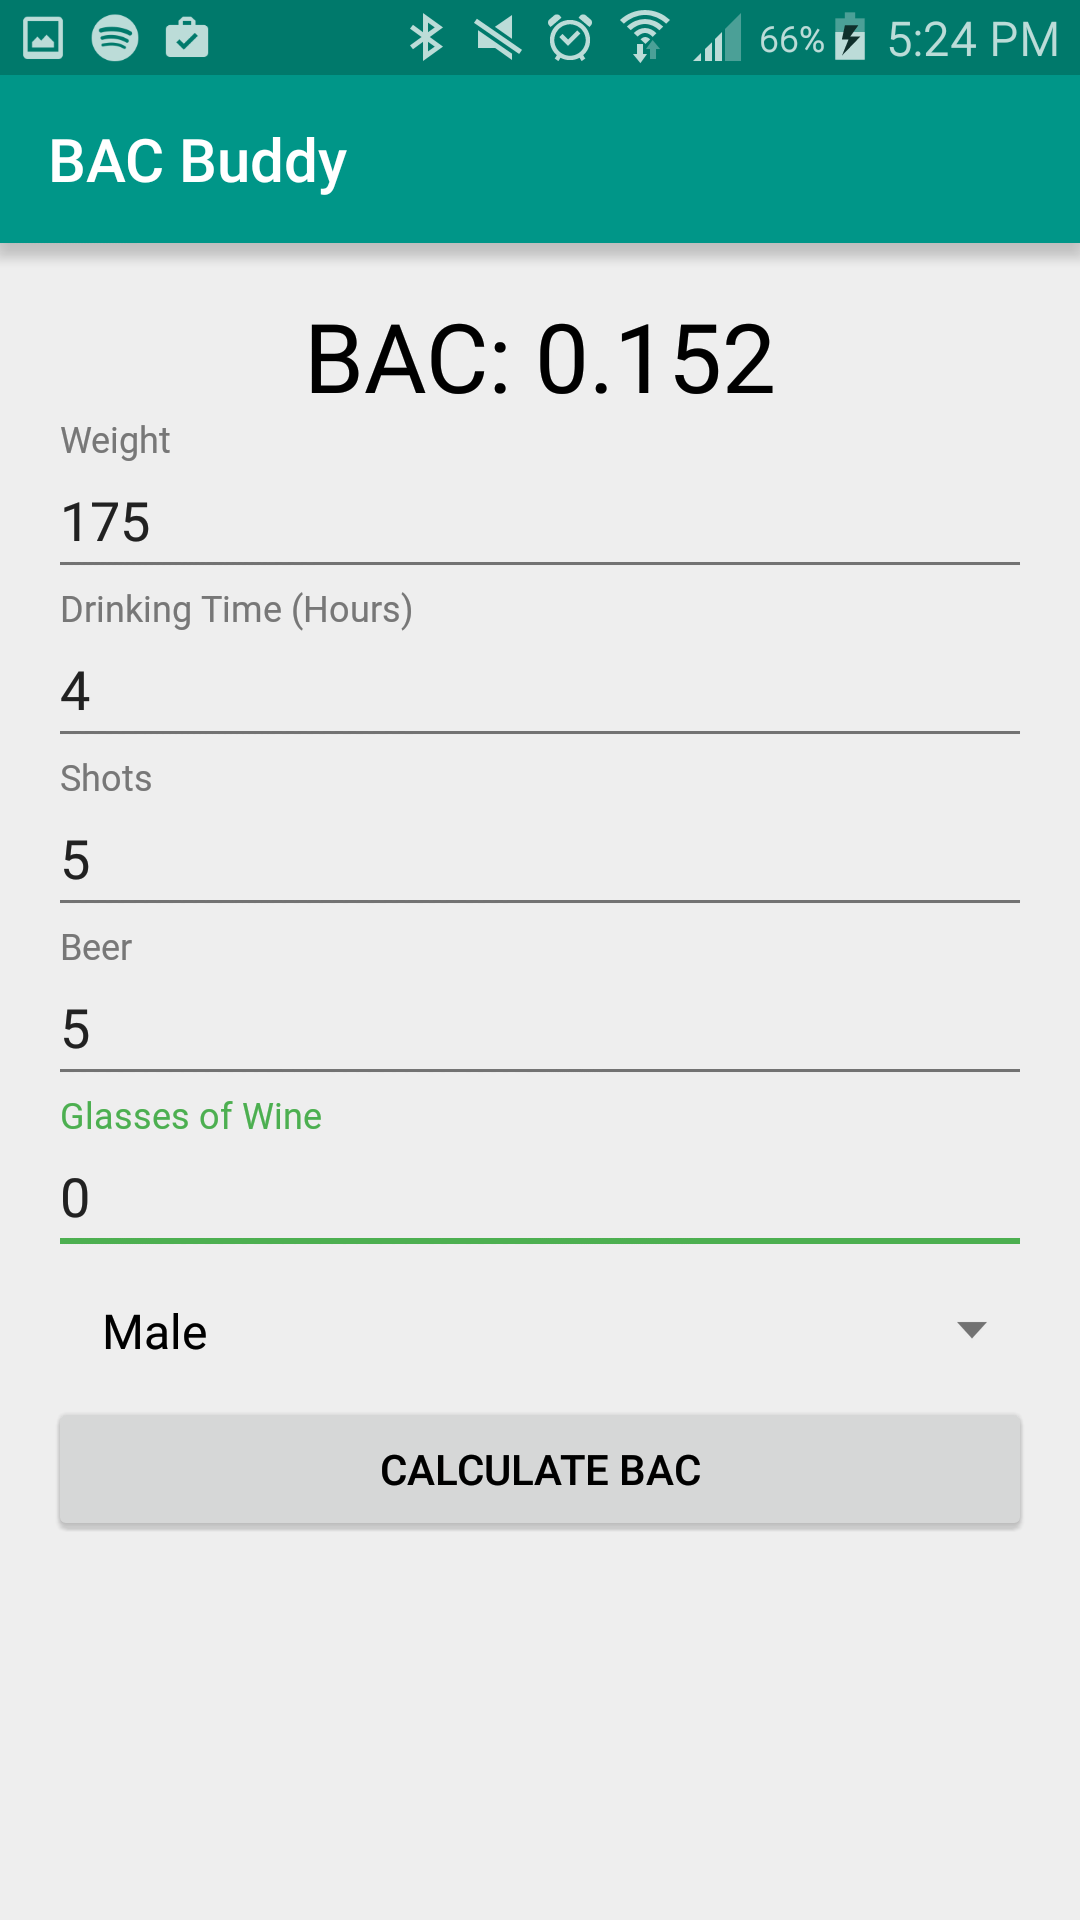 66% 5:24 PM
BAC Buddy
BAC: 0.152
Weight
175
Drinking Time (Hours)
4
Shots
5
Beer
5
Glasses of Wine
0
Male
CALCULATE BAC